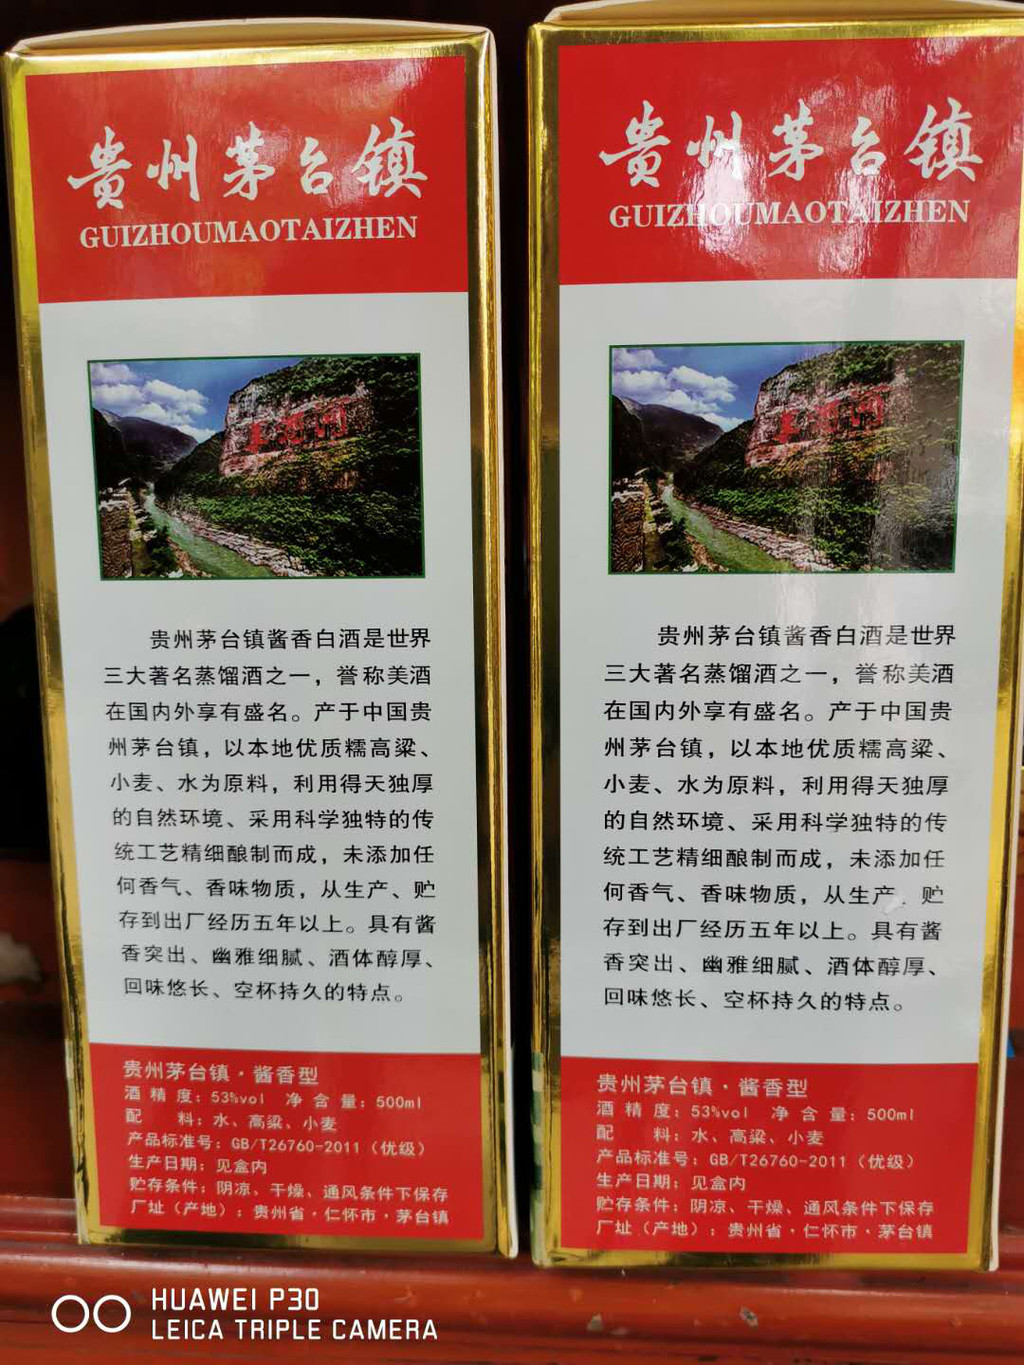 贵州茅台镇
GUIZHOUMAOTAIZHEN
贵州茅台镇酱香白酒是世界
三大著名蒸馏酒之一，誉称美酒
在国内外享有盛名。产于中国贵
州茅台镇，以本地优质糯高粱、
小麦、水为原料，利用得天独厚
的自然环境、采用科学独特的传
统工艺精细酿制而成，未添加任
何香气、香味物质，从生产、贮
存到出厂经历五年以上。具有酱
香突出、幽雅细腻、酒体醇厚、
回味悠长、空杯持久的特点。
贵州茅台镇·酱香型
酒 精 度：53%vol 净 含 量：500ml
配 料：水、高粱、小麦
产品标准号：GB/T26760-2011（优级）
生产日期：见盒内
贮存条件：阴凉、干燥、通风条件下保存
厂址（产地）：贵州省·仁怀市·茅台镇
贵州茅台镇
GUIZHOUMAOTAIZHEN
贵州茅台镇酱香白酒是世界
三大著名蒸馏酒之一，誉称美酒
在国内外享有盛名。产于中国贵
州茅台镇，以本地优质糯高粱、
小麦、水为原料，利用得天独厚
的自然环境、采用科学独特的传
统工艺精细酿制而成，未添加任
何香气、香味物质，从生产、贮
存到出厂经历五年以上。具有酱
香突出、幽雅细腻、酒体醇厚、
回味悠长、空杯持久的特点。
贵州茅台镇·酱香型
酒 精 度：53%vol 净 含 量：500ml
配 料：水、高粱、小麦
产品标准号：GB/T26760-2011（优级）
生产日期：见盒内
贮存条件：阴凉、干燥、通风条件下保存
厂址（产地）：贵州省·仁怀市·茅台镇
HUAWEI P30
LEICA TRIPLE CAMERA